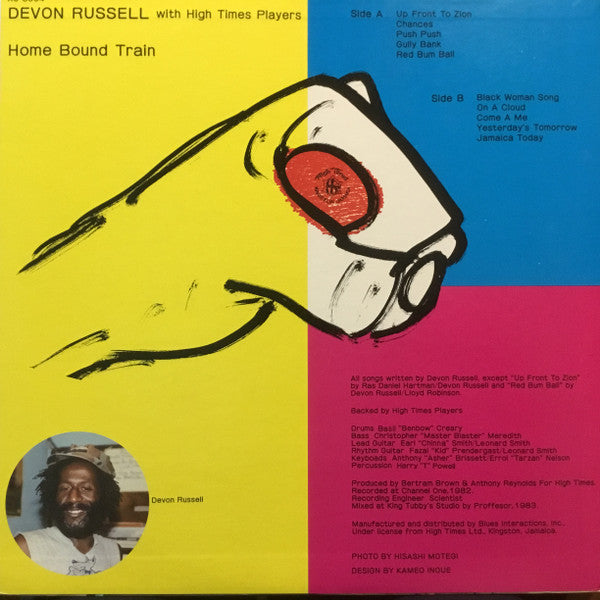 DEVON RUSSELL with High Times Players
Home Bound Train
Side A Up Front To Zion
Chances
Push Push
Gully Bank
Red Bum Ball
Side B Black Woman Song
On A Cloud
Come A Me
Yesterday's Tomorrow
Jamaica Today
All songs written by Devon Russell, except "Up Front To Zion"
by Ras Daniel Hartman/Devon Russell and "Red Bum Ball" by
Devon Russell/Lloyd Robinson.
Backed by High Times Players
Drums Basil "Benbow" Creary
Bass Christopher "Master Blaster" Meredith
Lead Guitar Earl "Chinna" Smith/Leonard Smith
Rhythm Guitar Fazal "Kid" Prendergast/Leonard Smith
Keyboads Anthony "Asher" Brissett Errol "Tarzan" Nelson
Percussion Herry "T" Powell
Produced by Bertram Brown & Anthony Reynolds For High Times.
Recorded at Channel One,1982.
Recording Engineer Scientist
Mixed at King Tubby's Studio by Proffesor,1983.
Manufactured and distributed by Blues Interactions, Inc.,
Under license from High Times Ltd., Kingston, Jamaica.
PHOTO BY HISASHI MOTEGI
DESIGN BY KAMEO INOUE
Devon Russell